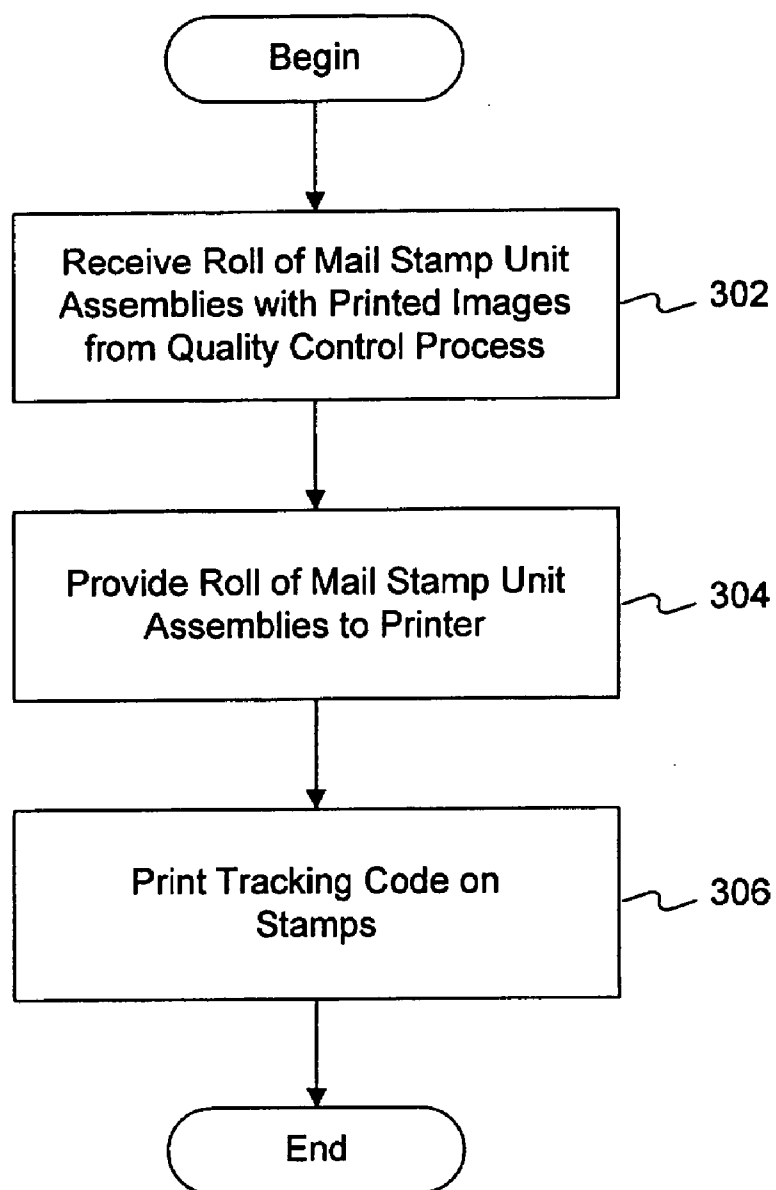 Begin
Receive Roll of Mail Stamp Unit
Assemblies with Printed Images
from Quality Control Process
302
Provide Roll of Mail Stamp Unit
Assemblies to Printer
304
Print Tracking Code on
Stamps
306
End